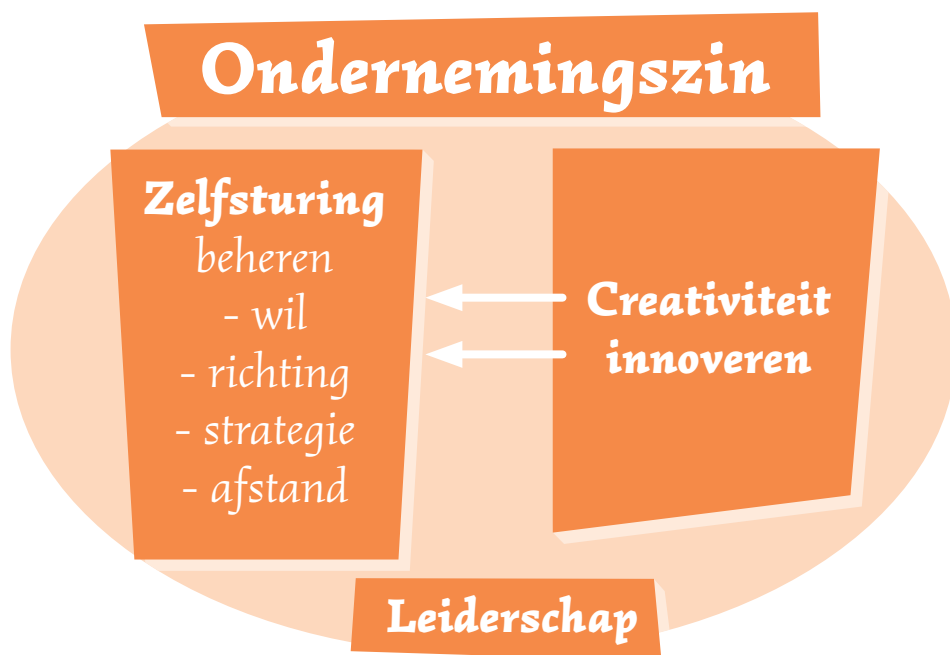 Ondernemingszin
Zelfsturing
beheren
- wil
- richting
- strategie
- afstand
Creativiteit
innoveren
Leiderschap